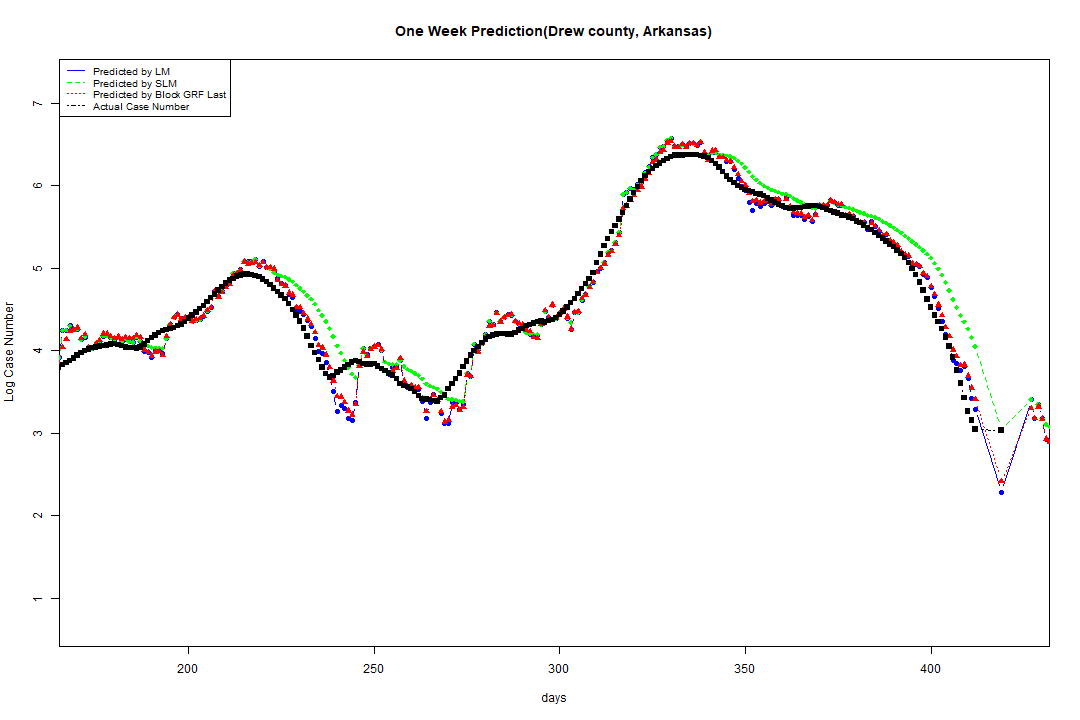 One Week Prediction(Drew county, Arkansas)
Predicted by LM
Predicted by SLM
Predicted by Block GRF Last
Actual Case Number
Log Case Number
7
6
5
4
3
2
1
200 250 300 350 400
days